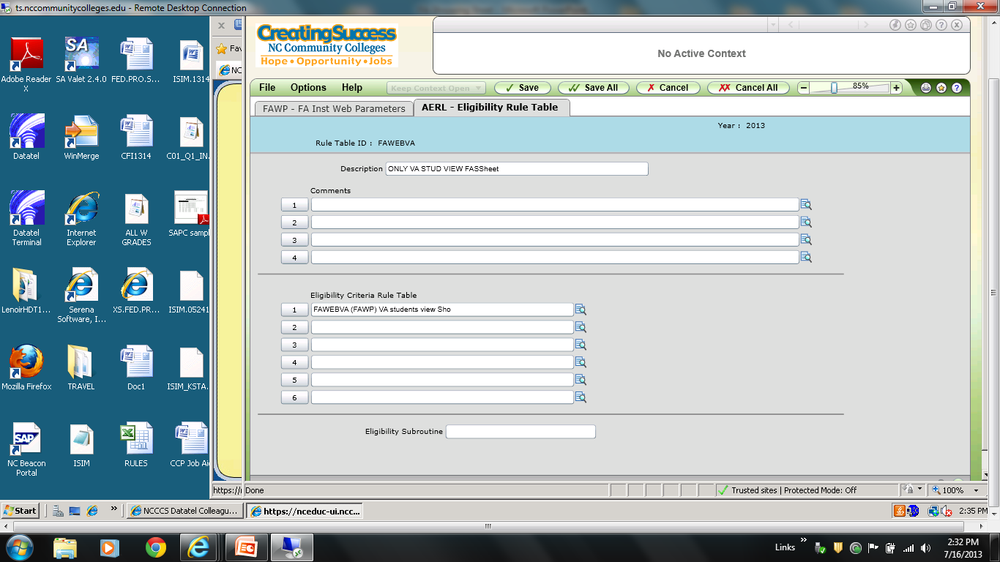 ts.nccommunitycolleges.edu - Remote Desktop Connection
Adobe Reader X
SA Valet 2.4.0
FED.PRO.S...
ISIM.1314
Datatel
WinMerge
CFI1314
C01_Q1_IN.
Datatel Terminal
Internet Explorer
ALL W GRADES
SAPC sampl
LenoirHDT1...
Serena Software, I...
XS.FED.PR...
ISIM.05241
Mozilla Firefox
TRAVEL
Doc1
ISIM_KSTA.
NC Beacon Portal
ISIM
RULES
CCP Job Aid
Fav
NC
https://
CreatingSuccess
NC Community Colleges
Hope • Opportunity • Jobs
No Active Context
File Options Help Keep Context Open Save Save All Cancel Cancel All 85%
FAWP - FA Inst Web Parameters AERL - Eligibility Rule Table
Year : 2013
Rule Table ID : FAWEBVA
Description ONLY VA STUD VIEW FASSheet
Comments
1
2
3
4
Eligibility Criteria Rule Table
1 FAWEBVA (FAWP) VA students view Sho
2
3
4
5
6
Eligibility Subroutine
Done Trusted sites | Protected Mode: Off 100%
Start NCCCS Datatel Colleagu... https://nceduc-ui.ncc... 2:35 PM
Links 2:32 PM
7/16/2013